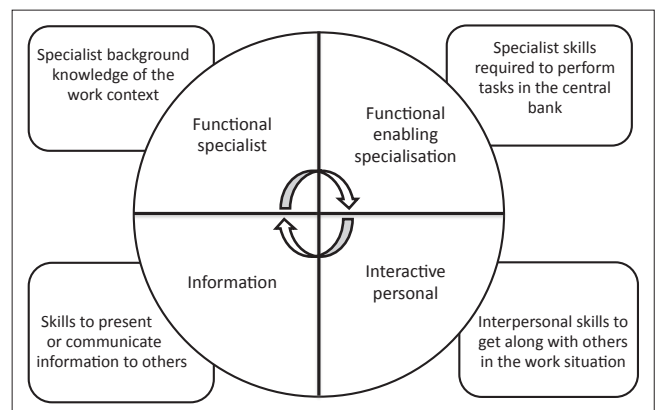 Specialist background
knowledge of the
work context
Specialist skills
required to perform
tasks in the central
bank
Functional
specialist
Functional
enabling
specialisation
Information
Interactive
personal
Skills to present
or communicate
information to others
Interpersonal skills to
get along with others
in the work situation